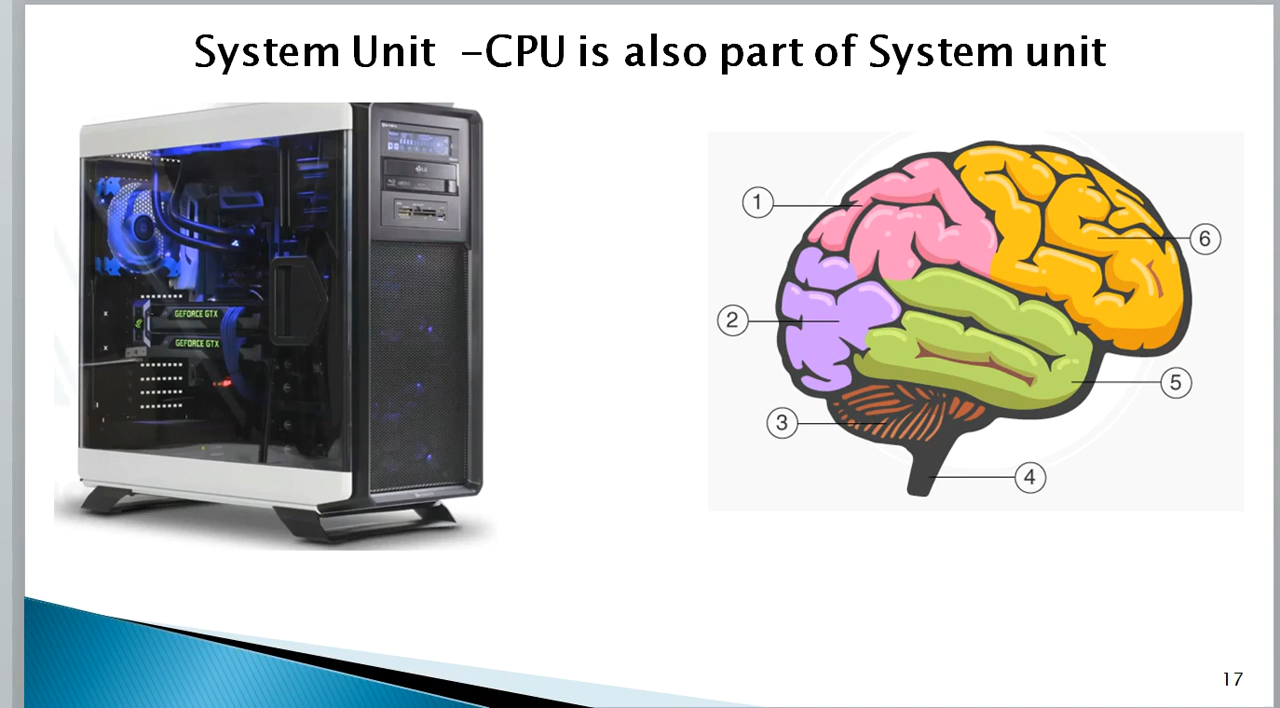 System Unit -CPU is also part of System unit
GEFORCE GTX
GEFORCE GTX
1
2
3
4
5
6
17